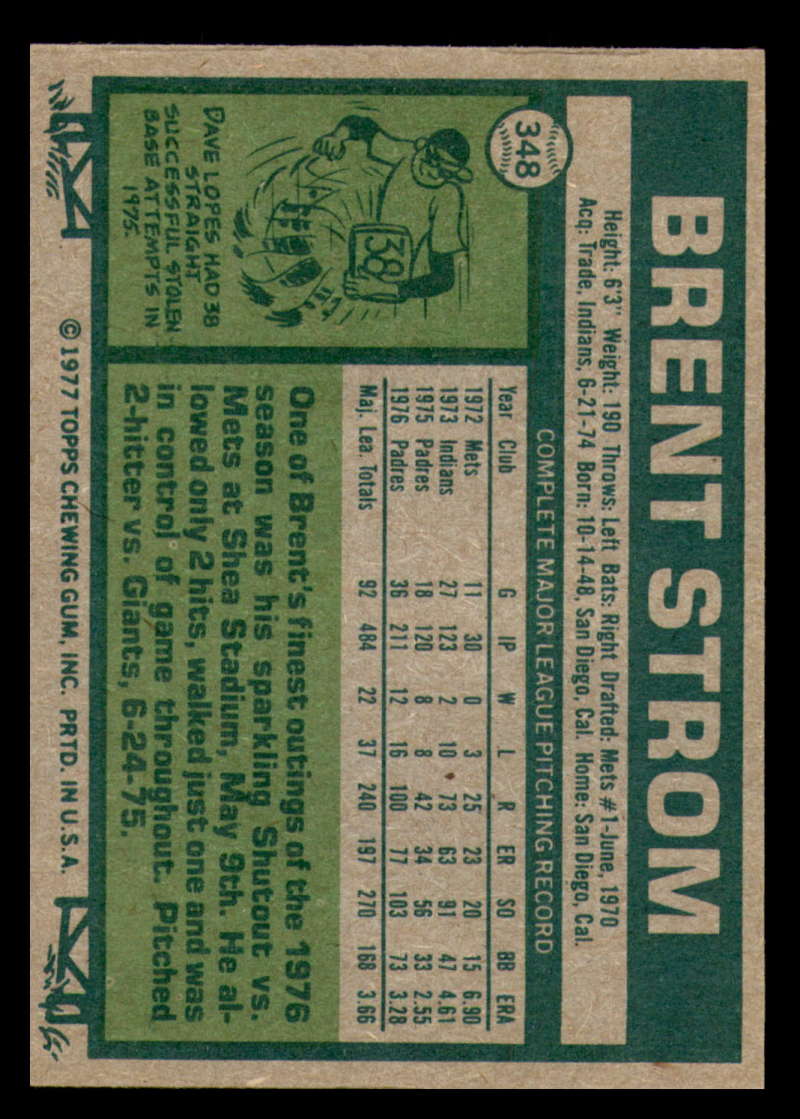 348
BRENT STROM
Height: 6'3" Weight: 190 Throws: Left Bats: Right Drafted: Mets #1-June, 1970
Acq: Trade, Indians, 6-21-74 Born: 10-14-48, San Diego, Cal. Home: San Diego, Cal.
COMPLETE MAJOR LEAGUE PITCHING RECORD
Year Club G IP W L R ER SO BB ERA
1972 Mets 11 30 0 3 25 23 20 15 6.90
1973 Indians 27 123 2 10 73 63 91 47 4.61
1975 Padres 18 120 8 8 42 34 56 33 2.55
1976 Padres 36 211 12 16 100 77 103 73 3.28
Maj. Lea. Totals 92 484 22 37 240 197 270 168 3.66
38
DAVE LOPES HAD 38
STRAIGHT
SUCCESSFUL STOLEN
BASE ATTEMPTS IN
1975.
One of Brent's finest outings of the 1976
season was his sparkling Shutout vs.
Mets at Shea Stadium, May 9th. He al-
lowed only 2 hits, walked just one and was
in control of game throughout. Pitched
2-hitter vs. Giants, 6-24-75.
© 1977 TOPPS CHEWING GUM, INC. PRTD. IN U.S.A.